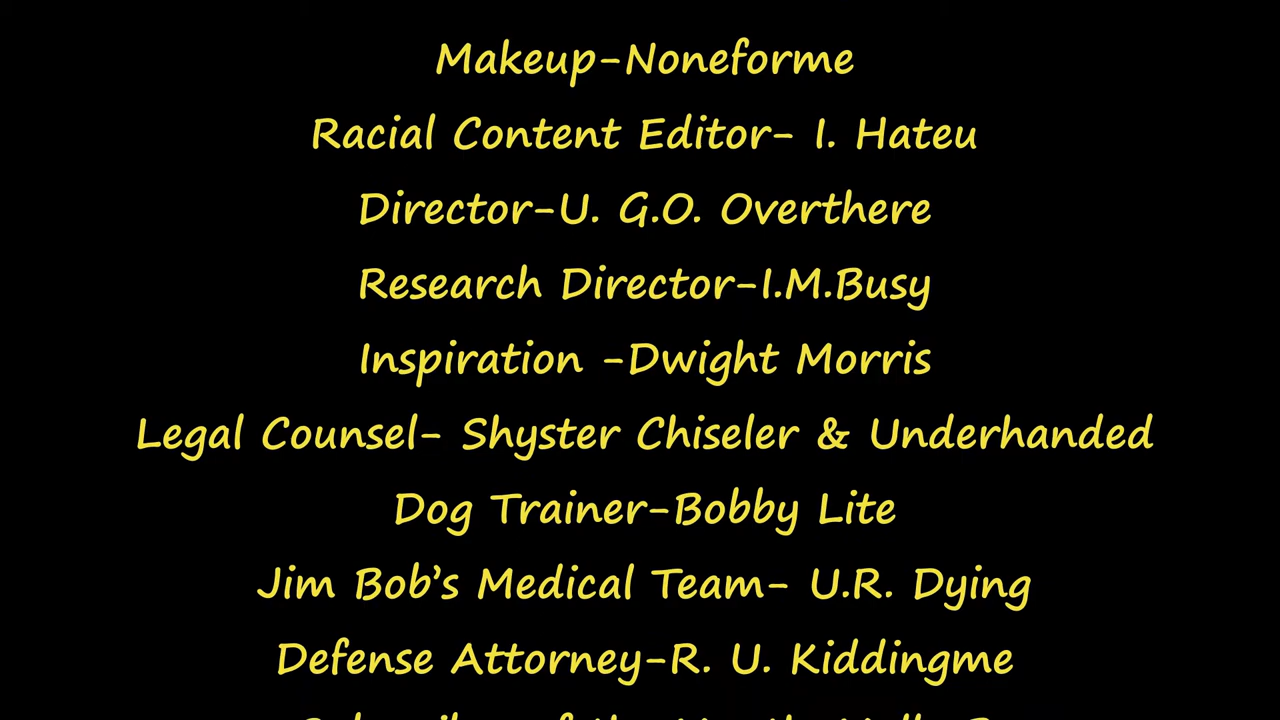 Makeup-Noneforme
Racial Content Editor- I. Hateu
Director-U. G.O. Overthere
Research Director-I.M.Busy
Inspiration -Dwight Morris
Legal Counsel- Shyster Chiseler & Underhanded
Dog Trainer-Bobby Lite
Jim Bob's Medical Team- U.R. Dying
Defense Attorney-R. U. Kiddingme